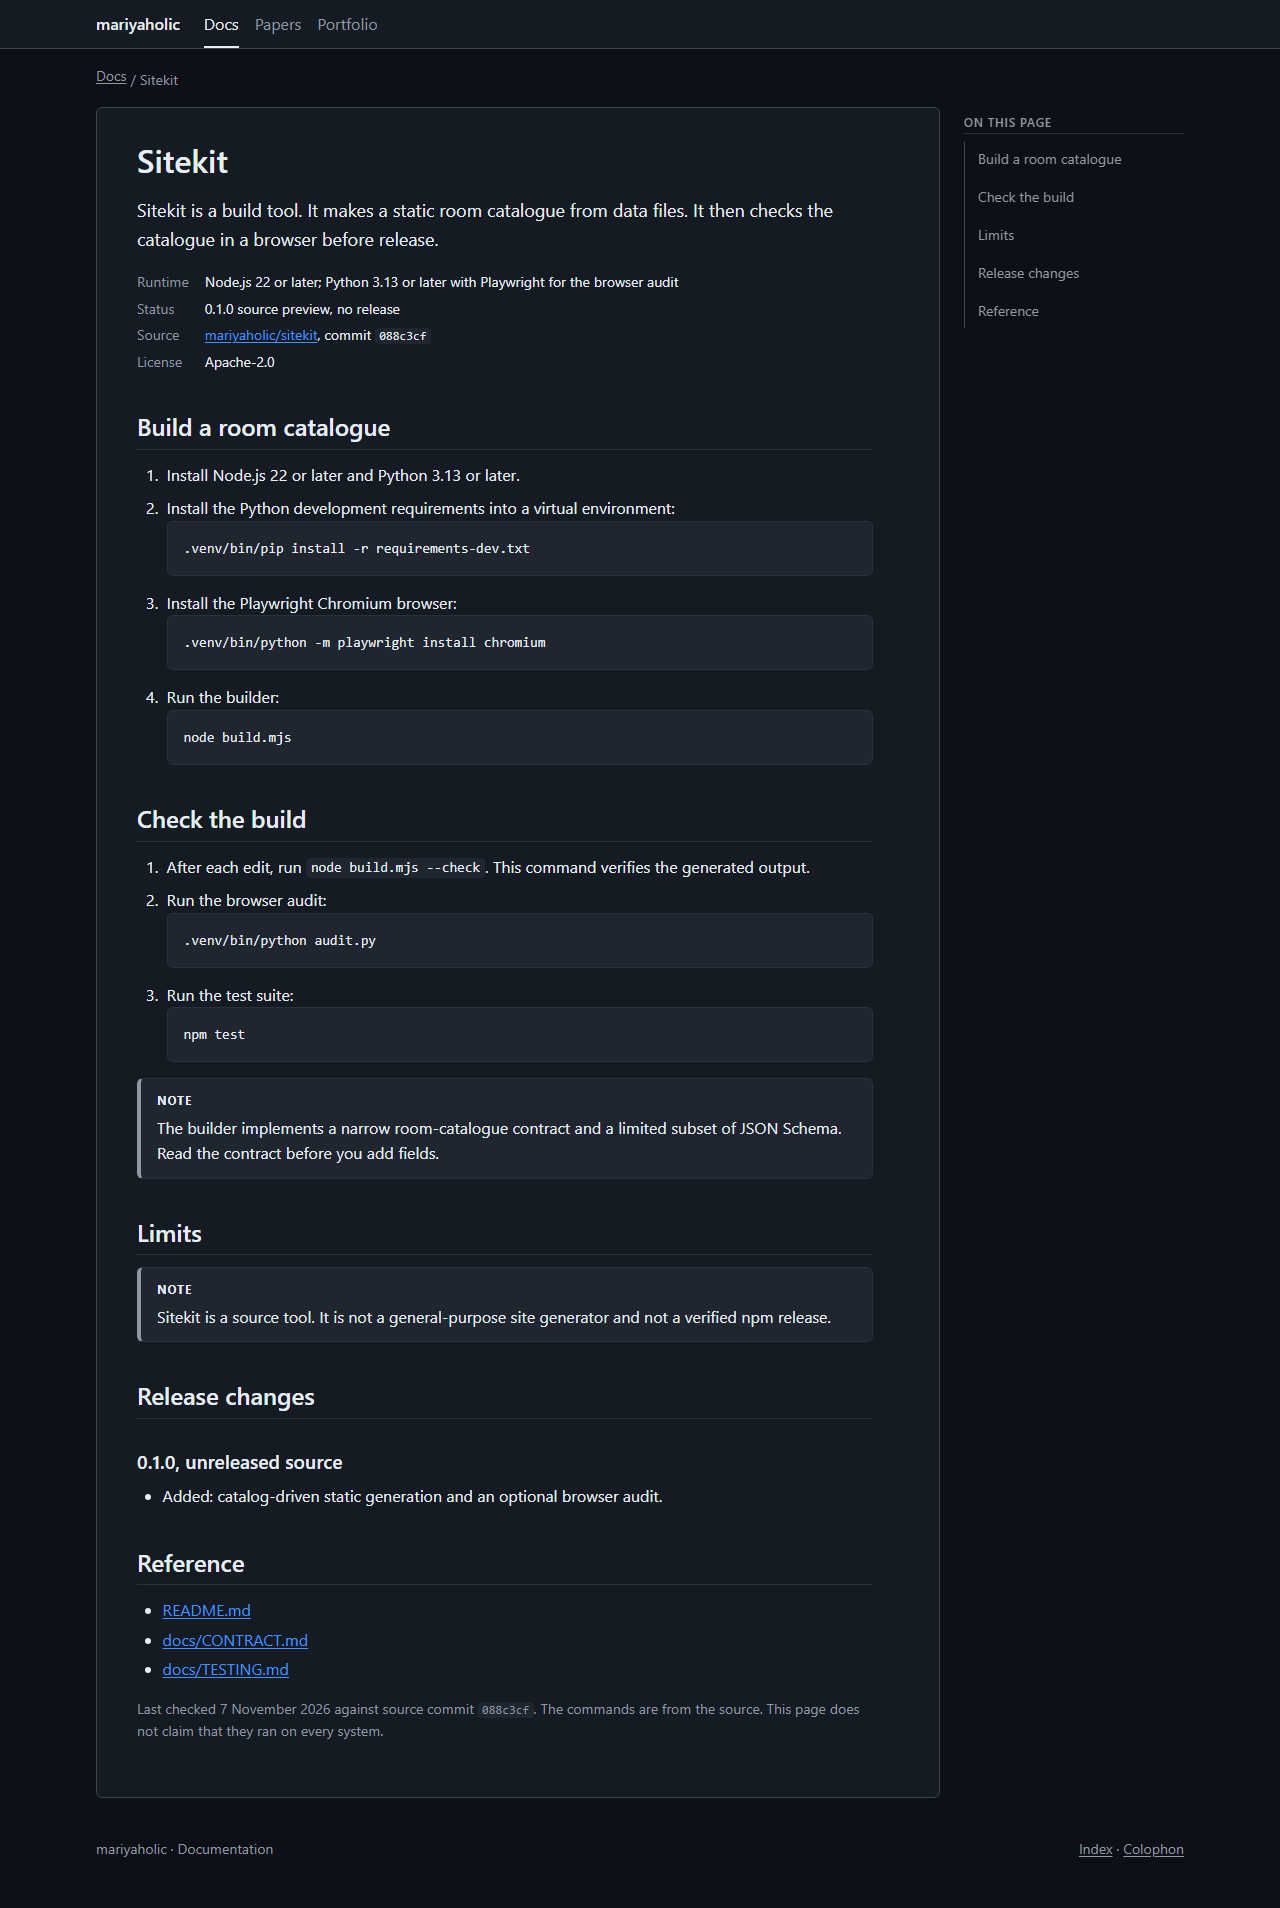 mariyaholic Docs Papers Portfolio
Docs / Sitekit
Sitekit
Sitekit is a build tool. It makes a static room catalogue from data files. It then checks the
catalogue in a browser before release.
Runtime Node.js 22 or later; Python 3.13 or later with Playwright for the browser audit
Status 0.1.0 source preview, no release
Source mariyaholic/sitekit, commit 088c3cf
License Apache-2.0
Build a room catalogue
1. Install Node.js 22 or later and Python 3.13 or later.
2. Install the Python development requirements into a virtual environment:
.venv/bin/pip install -r requirements-dev.txt
3. Install the Playwright Chromium browser:
.venv/bin/python -m playwright install chromium
4. Run the builder:
node build.mjs
Check the build
1. After each edit, run node build.mjs --check. This command verifies the generated output.
2. Run the browser audit:
.venv/bin/python audit.py
3. Run the test suite:
npm test
NOTE
The builder implements a narrow room-catalogue contract and a limited subset of JSON Schema.
Read the contract before you add fields.
Limits
NOTE
Sitekit is a source tool. It is not a general-purpose site generator and not a verified npm release.
Release changes
0.1.0, unreleased source
• Added: catalog-driven static generation and an optional browser audit.
Reference
• README.md
• docs/CONTRACT.md
• docs/TESTING.md
Last checked 7 November 2026 against source commit 088c3cf. The commands are from the source. This page does
not claim that they ran on every system.
ON THIS PAGE
Build a room catalogue
Check the build
Limits
Release changes
Reference
mariyaholic · Documentation
Index · Colophon